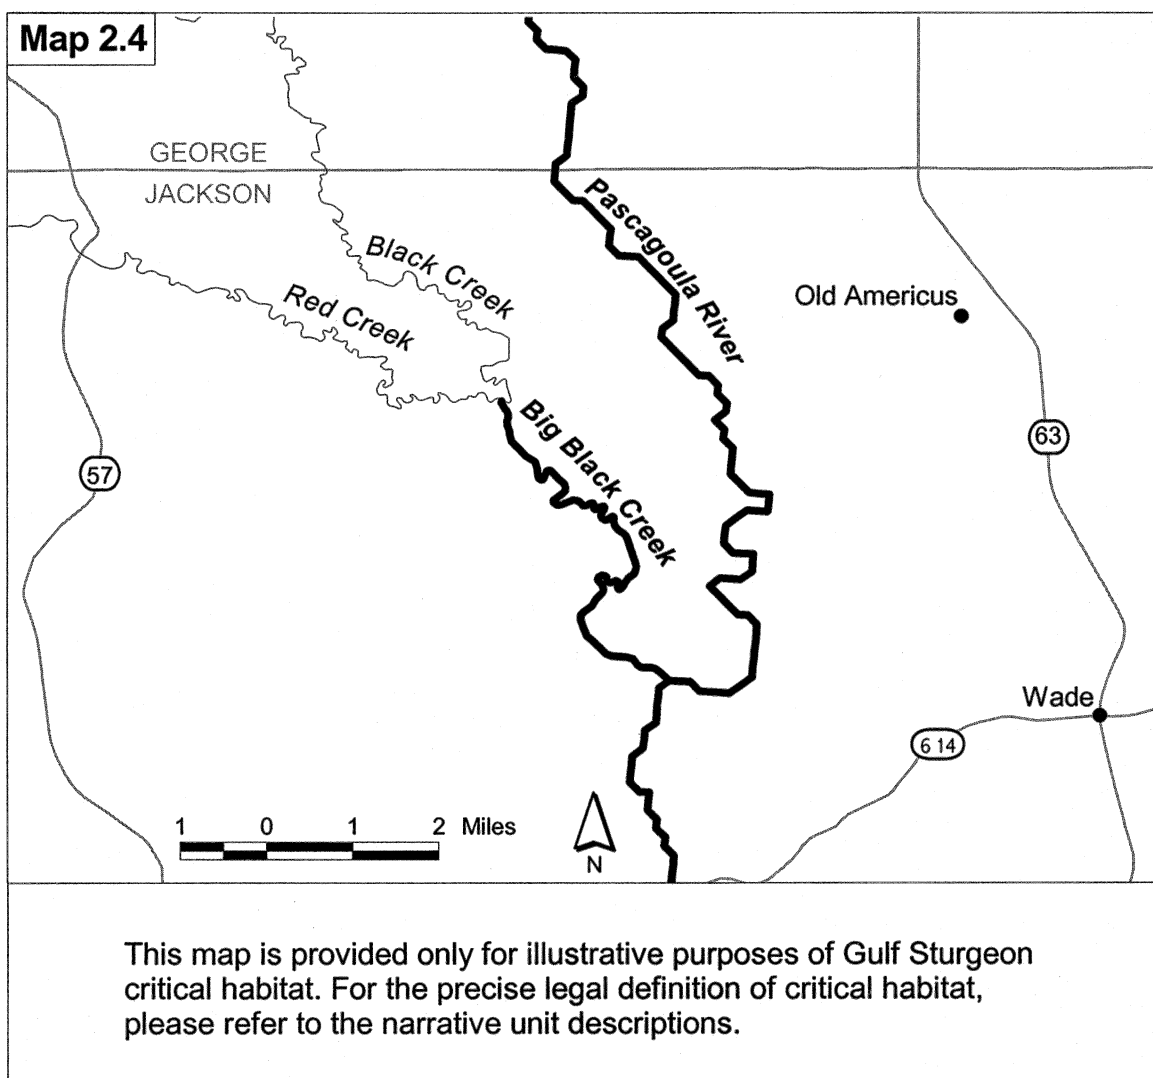 Map 2.4
GEORGE
JACKSON
Pascagoula River
Black Creek
Red Creek
Old Americus
Big Black Creek
63
57
Wade
6 14
1 0 1 2 Miles
N
This map is provided only for illustrative purposes of Gulf Sturgeon
critical habitat. For the precise legal definition of critical habitat,
please refer to the narrative unit descriptions.